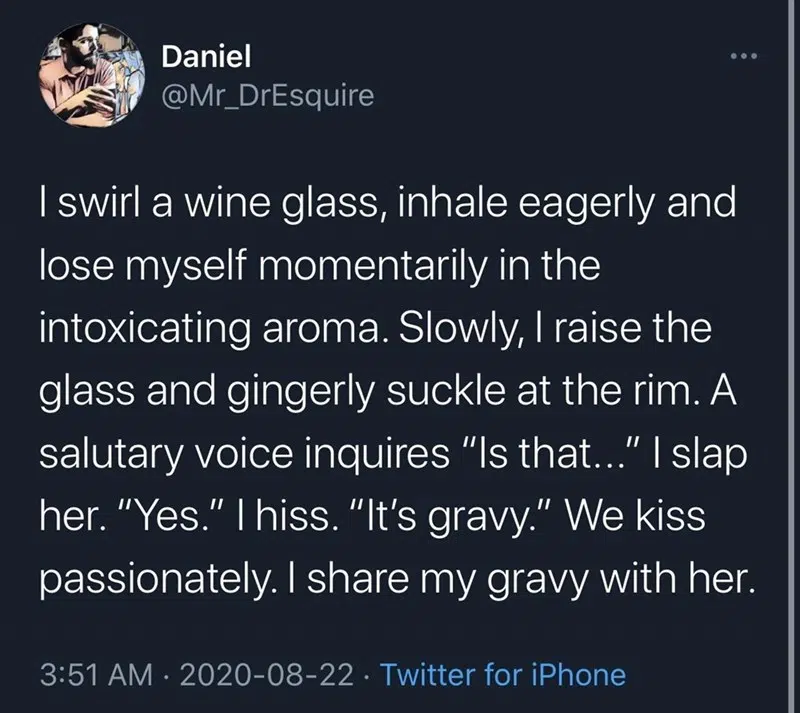 Daniel
@Mr_DrEsquire
I swirl a wine glass, inhale eagerly and
lose myself momentarily in the
intoxicating aroma. Slowly, I raise the
glass and gingerly suckle at the rim. A
salutary voice inquires “Is that...” I slap
her. “Yes.” I hiss. “It’s gravy.” We kiss
passionately. I share my gravy with her.
3:51 AM · 2020-08-22 · Twitter for iPhone